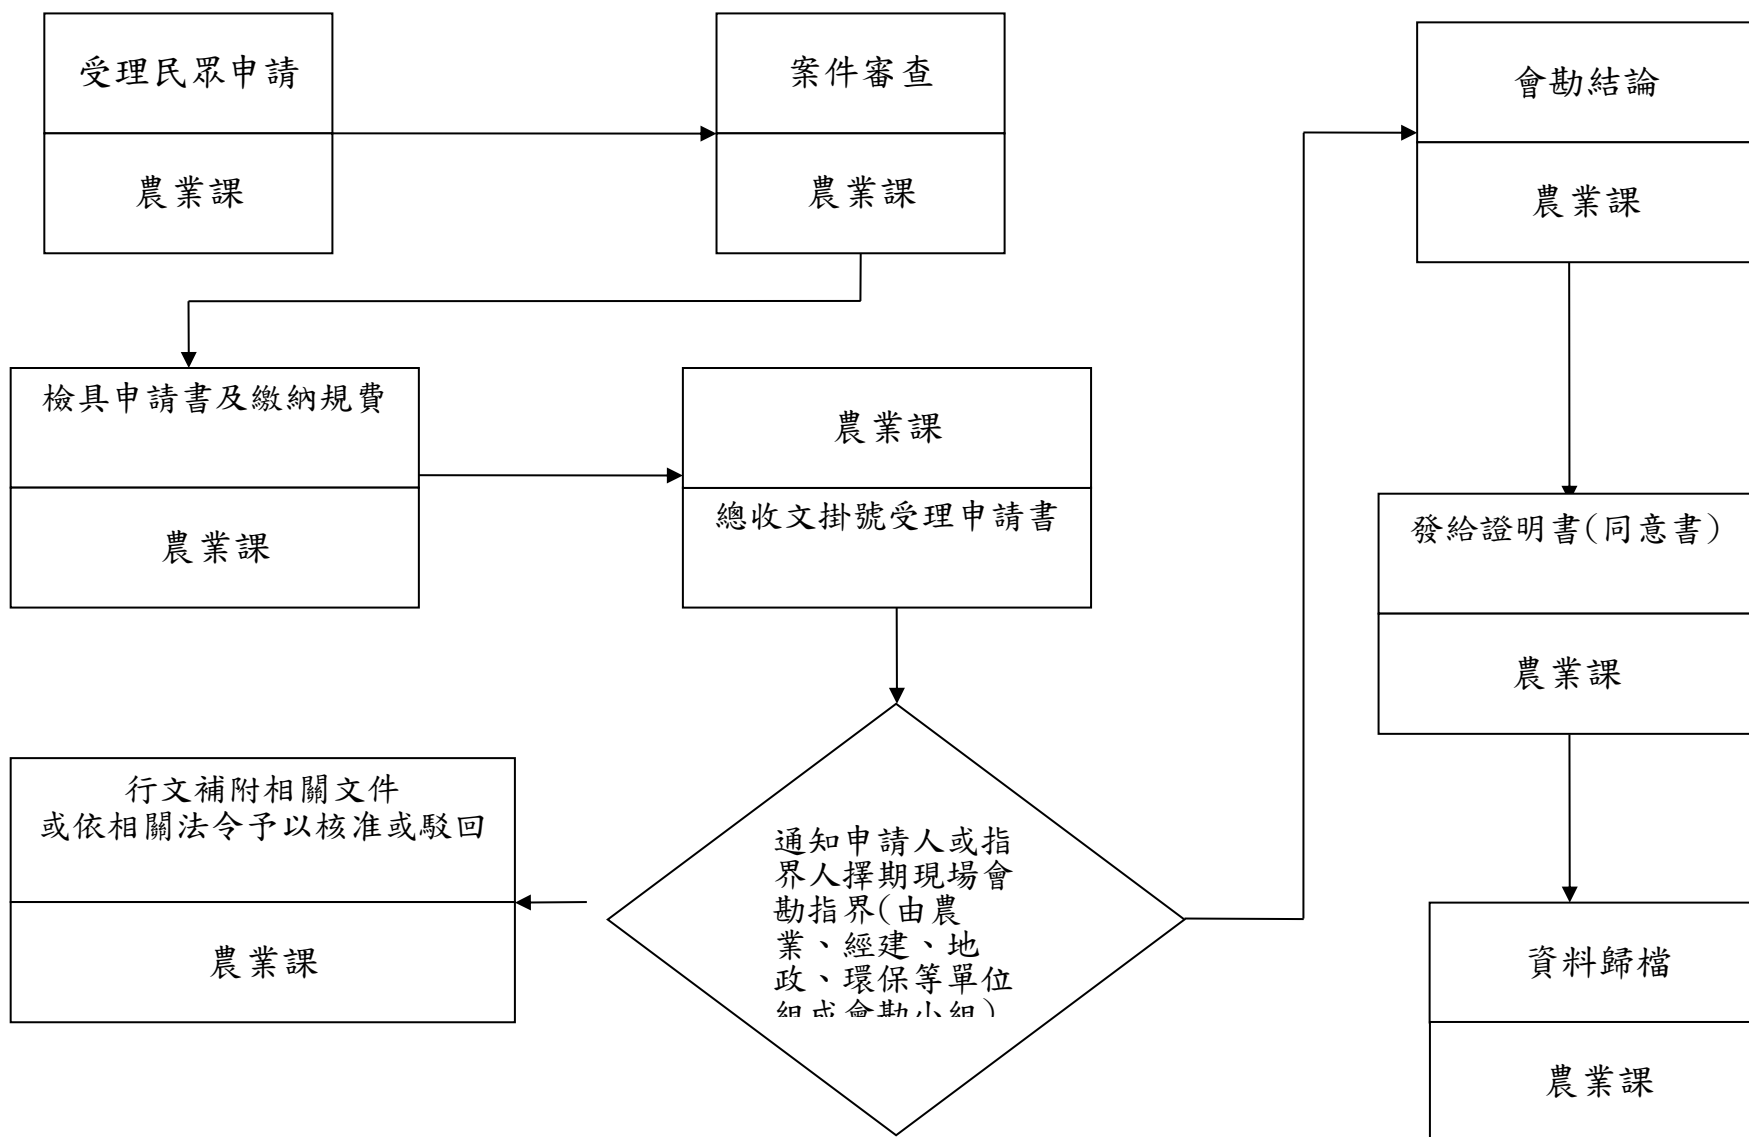 受理民眾申請
農業課
案件審查
農業課
檢具申請書及繳納規費
農業課
農業課
總收文掛號受理申請書
通知申請人或指
界人擇期現場會
勘指界(由農
業、經建、地
政、環保等單位
組成會勘小組)
行文補附相關文件
或依相關法令予以核准或駁回
農業課
會勘結論
農業課
發給證明書(同意書)
農業課
資料歸檔
農業課